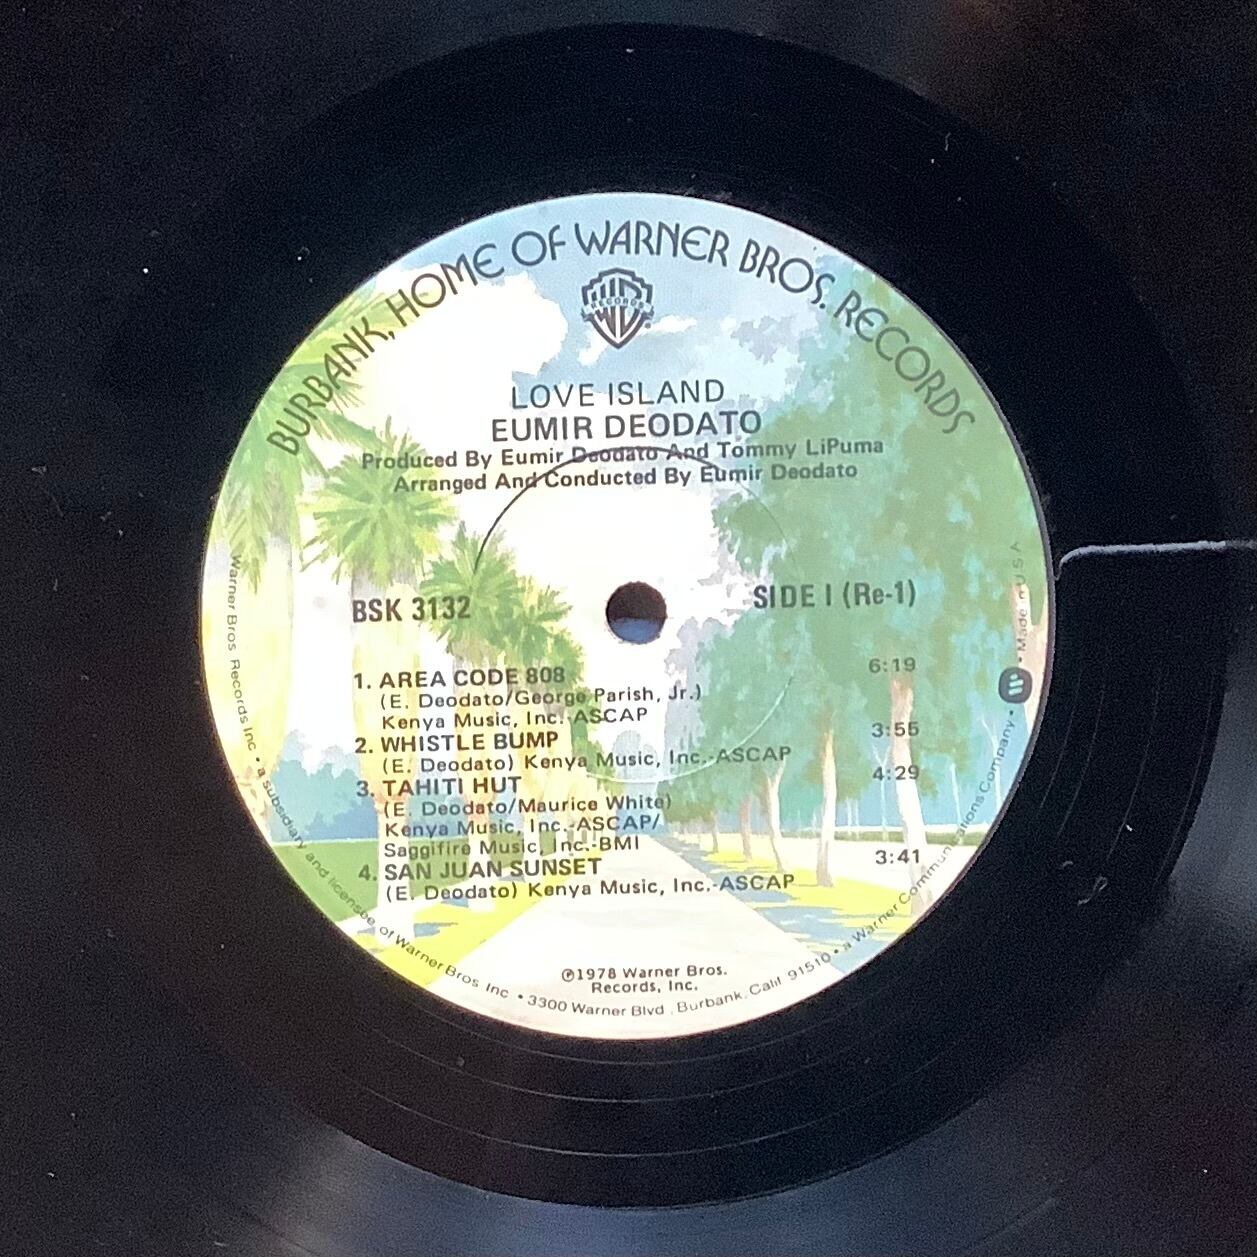 BURBANK, HOME OF WARNER BROS. RECORDS
W RECORDS
LOVE ISLAND
EUMIR DEODATO
Produced By Eumir Deodato And Tommy LiPuma
Arranged And Conducted By Eumir Deodato
BSK 3132
SIDE I (Re-1)
1. AREA CODE 808 6:19
(E. Deodato/George Parish, Jr.)
Kenya Music, Inc.-ASCAP
2. WHISTLE BUMP 3:55
(E. Deodato) Kenya Music, Inc.-ASCAP
3. TAHITI HUT 4:29
(E. Deodato/Maurice White)
Kenya Music, Inc.-ASCAP/
Saggifire Music, Inc.-BMI
4. SAN JUAN SUNSET 3:41
(E. Deodato) Kenya Music, Inc.-ASCAP
℗1978 Warner Bros.
Records, Inc.
Warner Bros. Records Inc. • a subsidiary and licensee of Warner Bros. Inc. • 3300 Warner Blvd., Burbank, Calif. 91510 • a Warner Communications Company • Made in U.S.A.